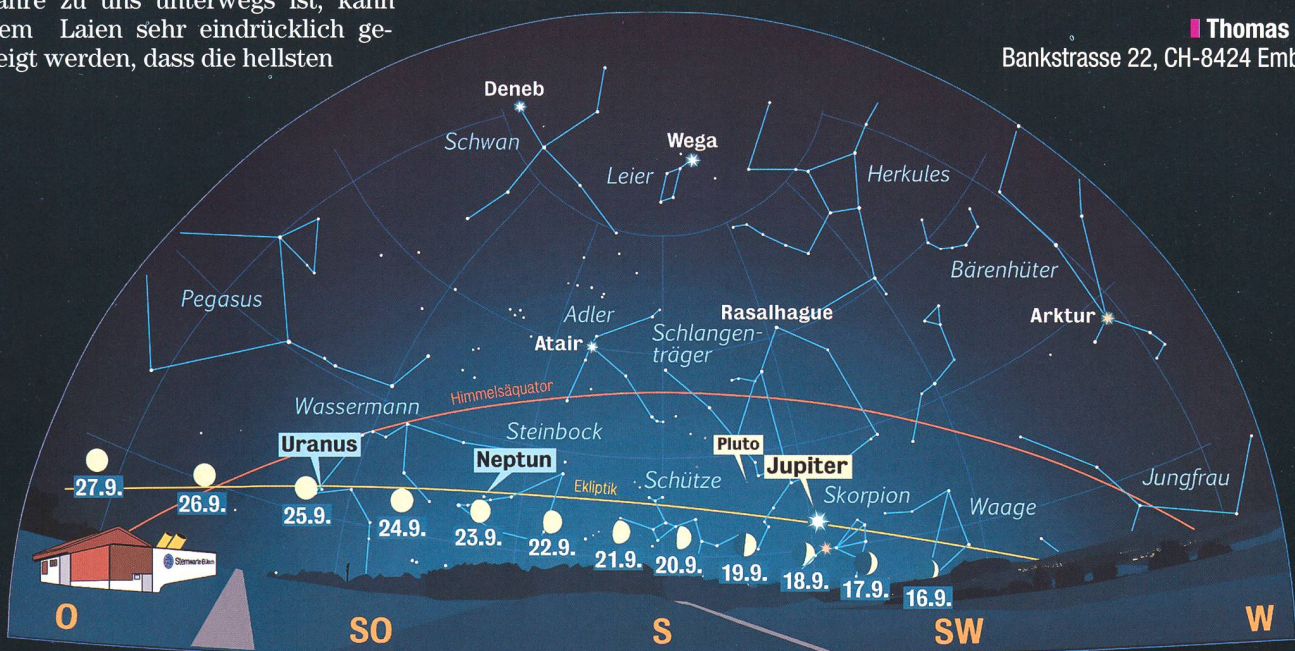 ahre zu uns unterwegs ist, kann
em Laien sehr eindrücklich ge-
eigt werden, dass die hellsten
Thomas
Bankstrasse 22, CH-8424 Emb
Deneb
Schwan
Wega
Leier
Herkules
Bärenhüter
Arktur
Pegasus
Adler
Atair
Rasalhague
Schlangen-
träger
Himmelsäquator
Wassermann
Uranus
Steinbock
Neptun
Ekliptik
Schütze
Pluto
Jupiter
Skorpion
Waage
Jungfrau
27.9.
26.9.
25.9.
24.9.
23.9.
22.9.
21.9.
20.9.
19.9.
18.9.
17.9.
16.9.
Sternwarte
O
SO
S
SW
W